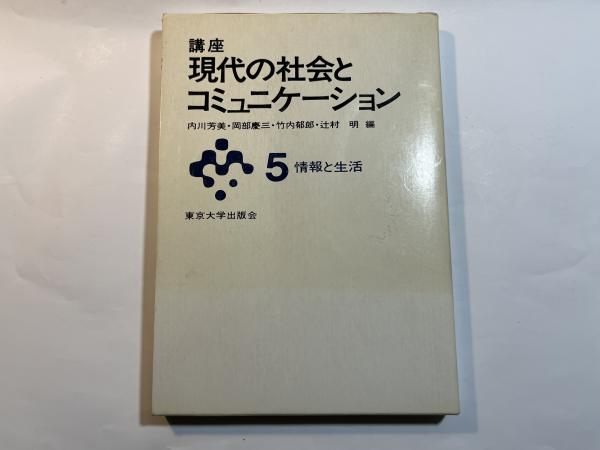 講座
現代の社会と
コミュニケーション
内川芳美・岡部慶三・竹内郁郎・辻村 明 編
5 情報と生活
東京大学出版会